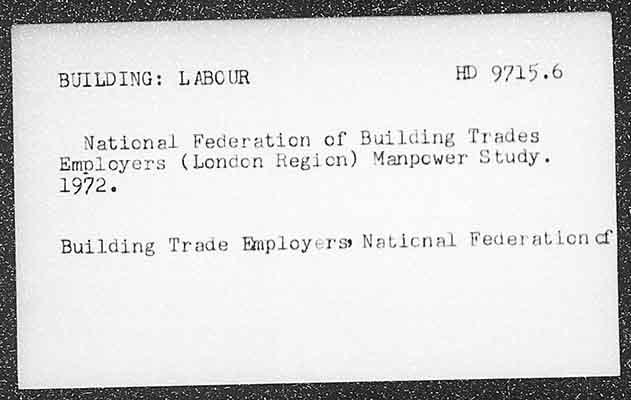 BUILDING: LABOUR HD 9715.6
National Federation of Building Trades
Employers (London Region) Manpower Study.
1972.
Building Trade Employers, National Federation of